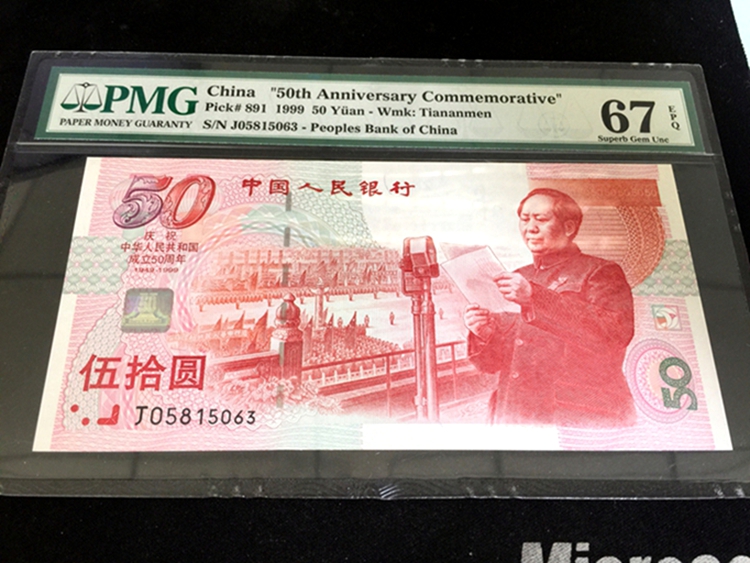 PMG
PAPER MONEY GUARANTY
China "50th Anniversary Commemorative"
Pick# 891 1999 50 Yüan - Wmk: Tiananmen
S/N J05815063 - Peoples Bank of China
67 EPQ
Superb Gem Unc
50
中国人民银行
庆祝
中华人民共和国
成立50周年
1949-1999
伍拾圆
J05815063
50